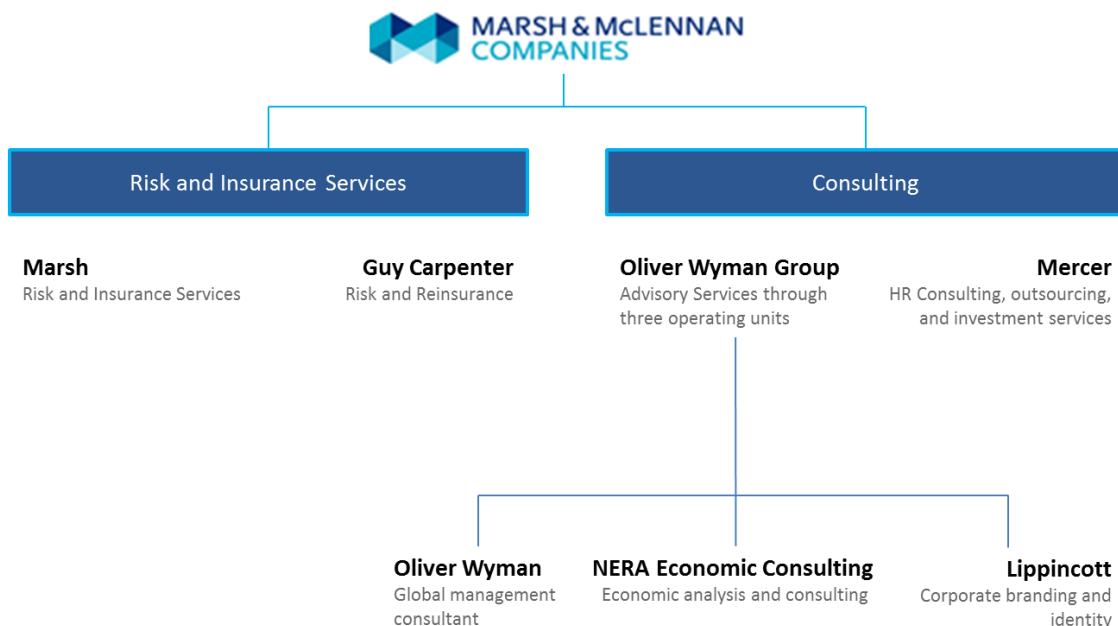 MARSH & MCLENNAN
COMPANIES
Risk and Insurance Services
Consulting
Marsh
Risk and Insurance Services
Guy Carpenter
Risk and Reinsurance
Oliver Wyman Group
Advisory Services through
three operating units
Mercer
HR Consulting, outsourcing,
and investment services
Oliver Wyman
Global management
consultant
NERA Economic Consulting
Economic analysis and consulting
Lippincott
Corporate branding and
identity